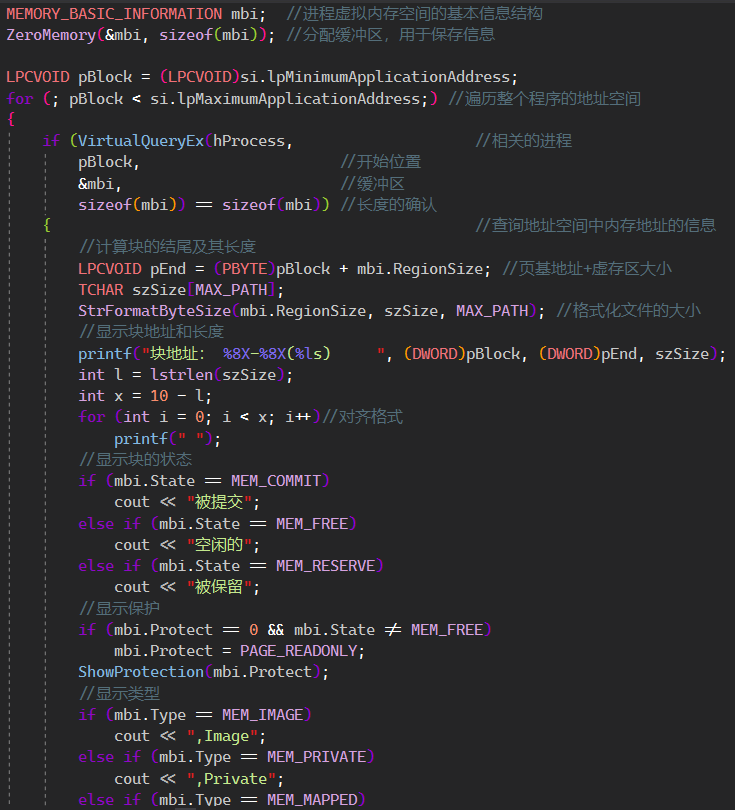 MEMORY_BASIC_INFORMATION mbi;  //进程虚拟内存空间的基本信息结构
ZeroMemory(&mbi, sizeof(mbi)); //分配缓冲区，用于保存信息
LPCVOID pBlock = (LPCVOID)si.lpMinimumApplicationAddress;
for (; pBlock < si.lpMaximumApplicationAddress;) //遍历整个程序的地址空间
{
    if (VirtualQueryEx(hProcess,                    //相关的进程
        pBlock,                      //开始位置
        &mbi,                        //缓冲区
        sizeof(mbi)) == sizeof(mbi)) //长度的确认
    {                                               //查询地址空间中内存地址的信息
        //计算块的结尾及其长度
        LPCVOID pEnd = (PBYTE)pBlock + mbi.RegionSize; //页基地址+虚存区大小
        TCHAR szSize[MAX_PATH];
        StrFormatByteSize(mbi.RegionSize, szSize, MAX_PATH); //格式化文件的大小
        //显示块地址和长度
        printf("块地址： %8X-%8X(%ls)     ", (DWORD)pBlock, (DWORD)pEnd, szSize);
        int l = lstrlen(szSize);
        int x = 10 - l;
        for (int i = 0; i < x; i++)//对齐格式
            printf(" ");
        //显示块的状态
        if (mbi.State == MEM_COMMIT)
            cout << "被提交";
        else if (mbi.State == MEM_FREE)
            cout << "空闲的";
        else if (mbi.State == MEM_RESERVE)
            cout << "被保留";
        //显示保护
        if (mbi.Protect == 0 && mbi.State != MEM_FREE)
            mbi.Protect = PAGE_READONLY;
        ShowProtection(mbi.Protect);
        //显示类型
        if (mbi.Type == MEM_IMAGE)
            cout << ",Image";
        else if (mbi.Type == MEM_PRIVATE)
            cout << ",Private";
        else if (mbi.Type == MEM_MAPPED)